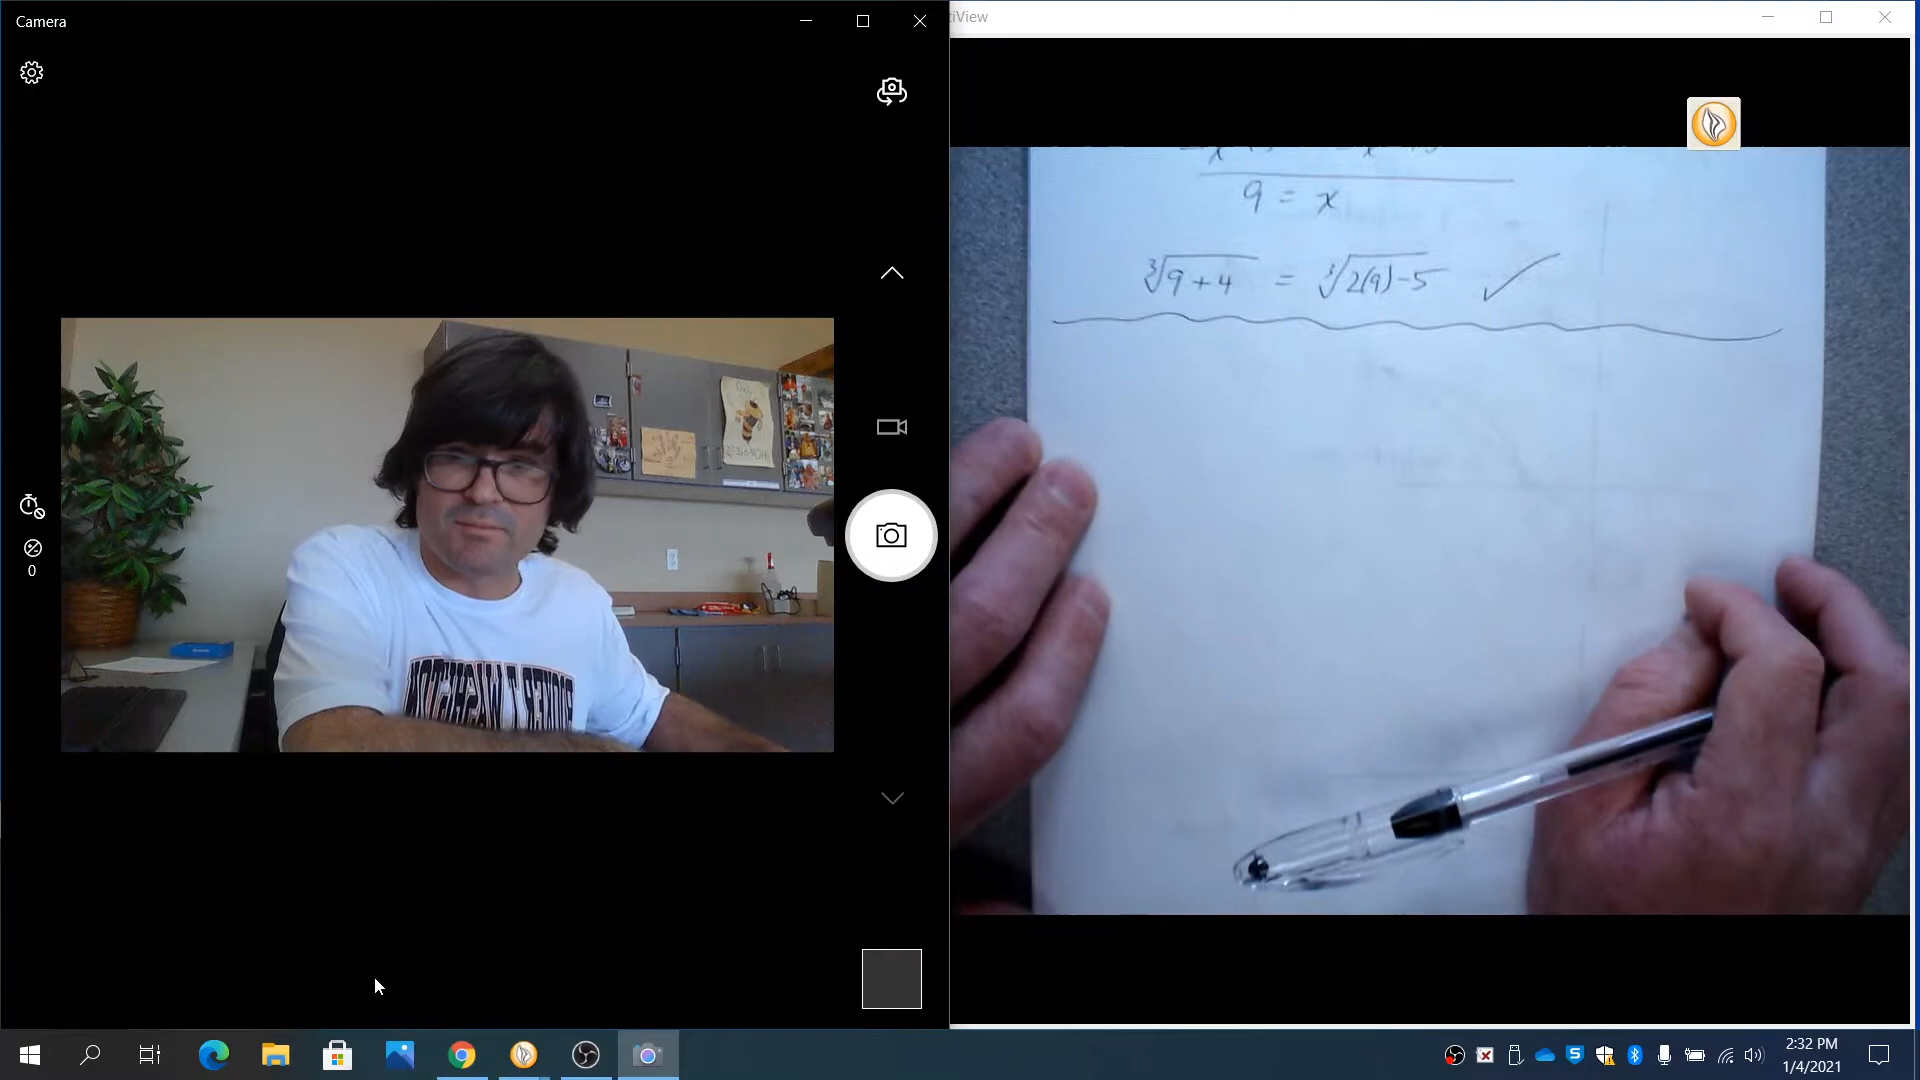 Camera
iView
9 = x
∛9+4 = ∛2(9)-5 ✓
0
2:32 PM
1/4/2021